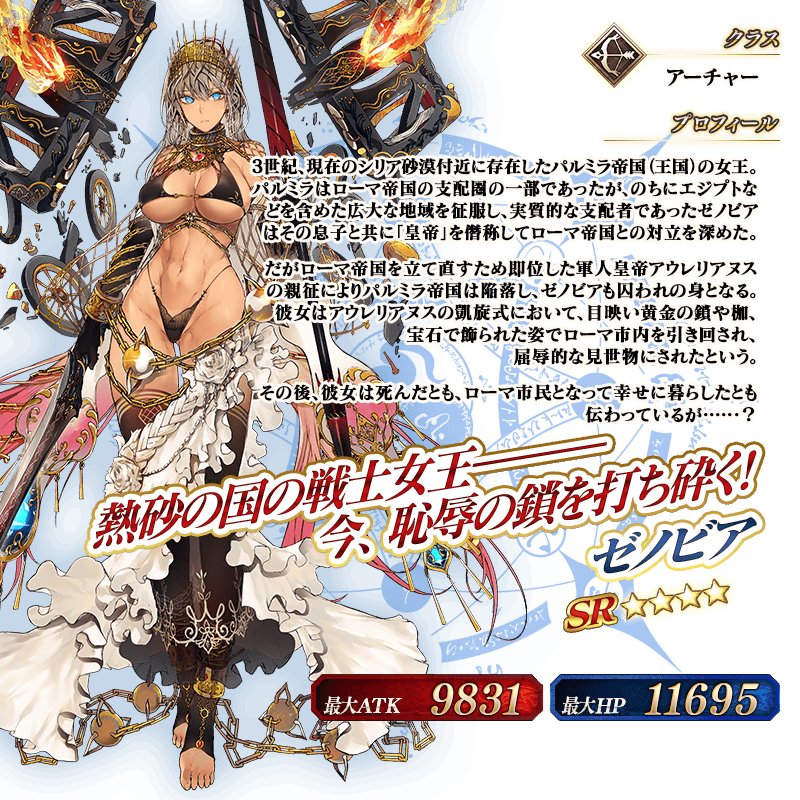 クラス
アーチャー
プロフィール
3世紀、現在のシリア砂漠付近に存在したパルミラ帝国(王国)の女王。
パルミラはローマ帝国の支配圏の一部であったが、のちにエジプトな
どを含めた広大な地域を征服し、実質的な支配者であったゼノビア
はその息子と共に「皇帝」を僭称してローマ帝国との対立を深めた。
だがローマ帝国を立て直すため即位した軍人皇帝アウレリアヌス
の親征によりパルミラ帝国は陥落し、ゼノビアも囚われの身となる。
彼女はアウレリアヌスの凱旋式において、目映い黄金の鎖や枷、
宝石で飾られた姿でローマ市内を引き回され、
屈辱的な見世物にされたという。
その後、彼女は死んだとも、ローマ市民となって幸せに暮らしたとも
伝わっているが……？
熱砂の国の戦士女王――
今、恥辱の鎖を打ち砕く!
ゼノビア
SR
最大ATK 9831
最大HP 11695